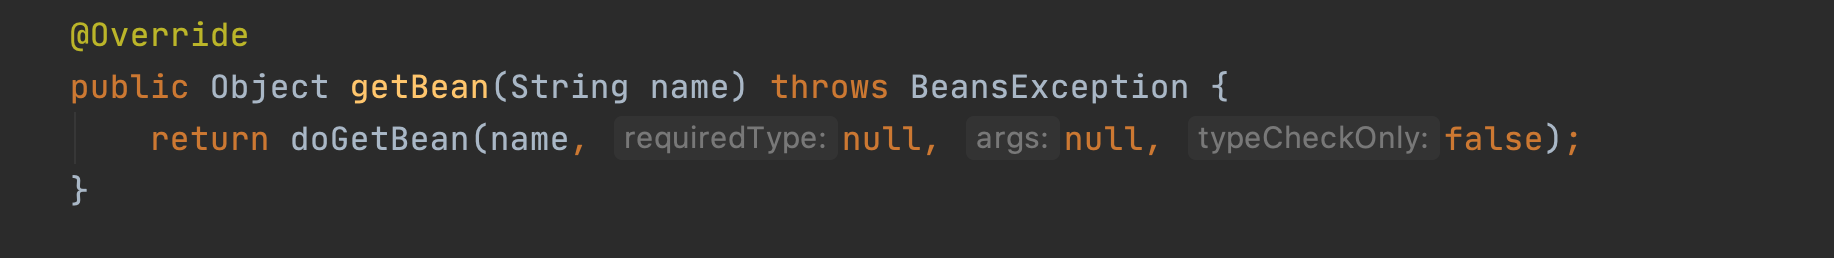 @Override
public Object getBean(String name) throws BeansException {
return doGetBean(name, requiredType: null, args: null, typeCheckOnly: false);
}